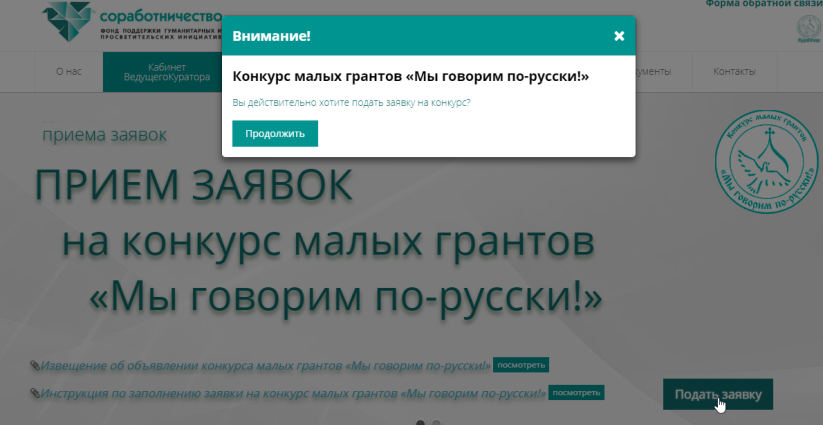 Форма обратной связи
соработничество
ФОНД ПОДДЕРЖКИ ГУМАНИТАРНЫХ И
ПРОСВЕТИТЕЛЬСКИХ ИНИЦИАТИВ
Внимание!
Конкурс малых грантов «Мы говорим по-русски!»
Вы действительно хотите подать заявку на конкурс?
Продолжить
О нас
Кабинет
ВедущегоКуратора
Контакты
приема заявок
Конкурс малых грантов
«Мы говорим по-русски!»
ПРИЕМ ЗАЯВОК
на конкурс малых грантов
«Мы говорим по-русски!»
Извещение об объявлении конкурса малых грантов «Мы говорим по-русски!» посмотреть
Инструкция по заполнению заявки на конкурс малых грантов «Мы говорим по-русски!» посмотреть
Подать заявку